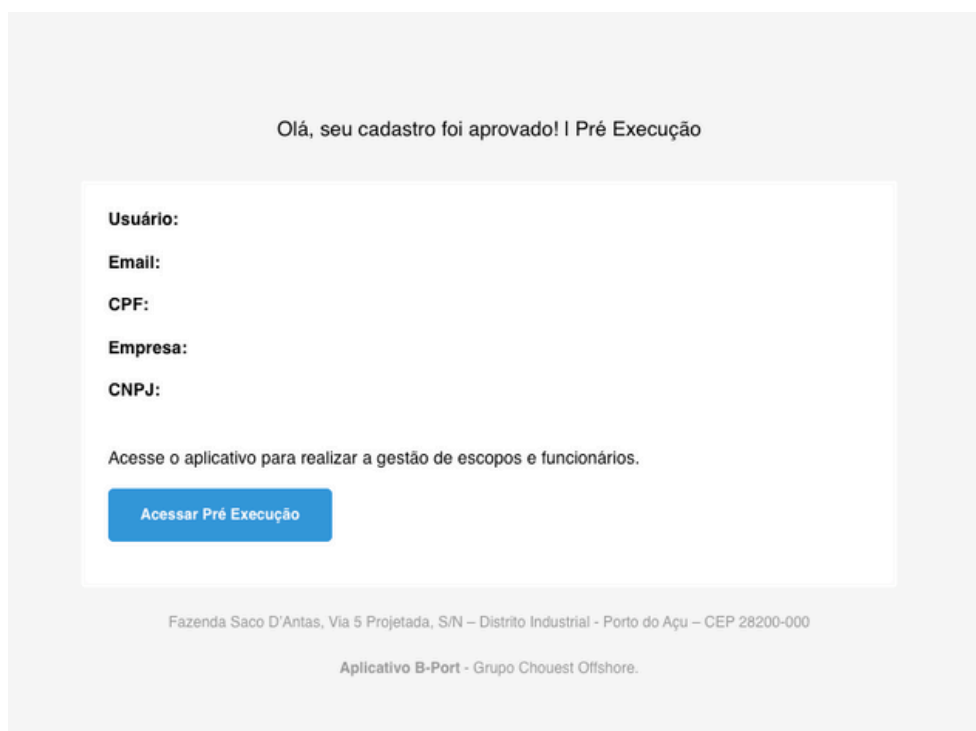 Olá, seu cadastro foi aprovado! | Pré Execução
Usuário:
Email:
CPF:
Empresa:
CNPJ:
Acesse o aplicativo para realizar a gestão de escopos e funcionários.
Acessar Pré Execução
Fazenda Saco D'Antas, Via 5 Projetada, S/N – Distrito Industrial - Porto do Açu – CEP 28200-000
Aplicativo B-Port - Grupo Chouest Offshore.